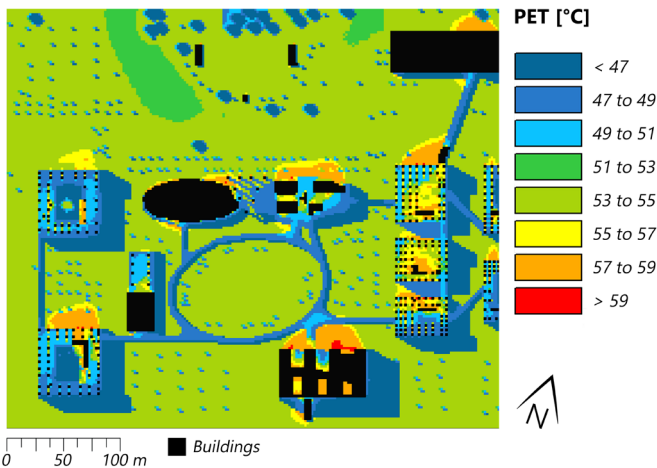 PET [°C]
< 47
47 to 49
49 to 51
51 to 53
53 to 55
55 to 57
57 to 59
> 59
N
0 50 100 m
Buildings